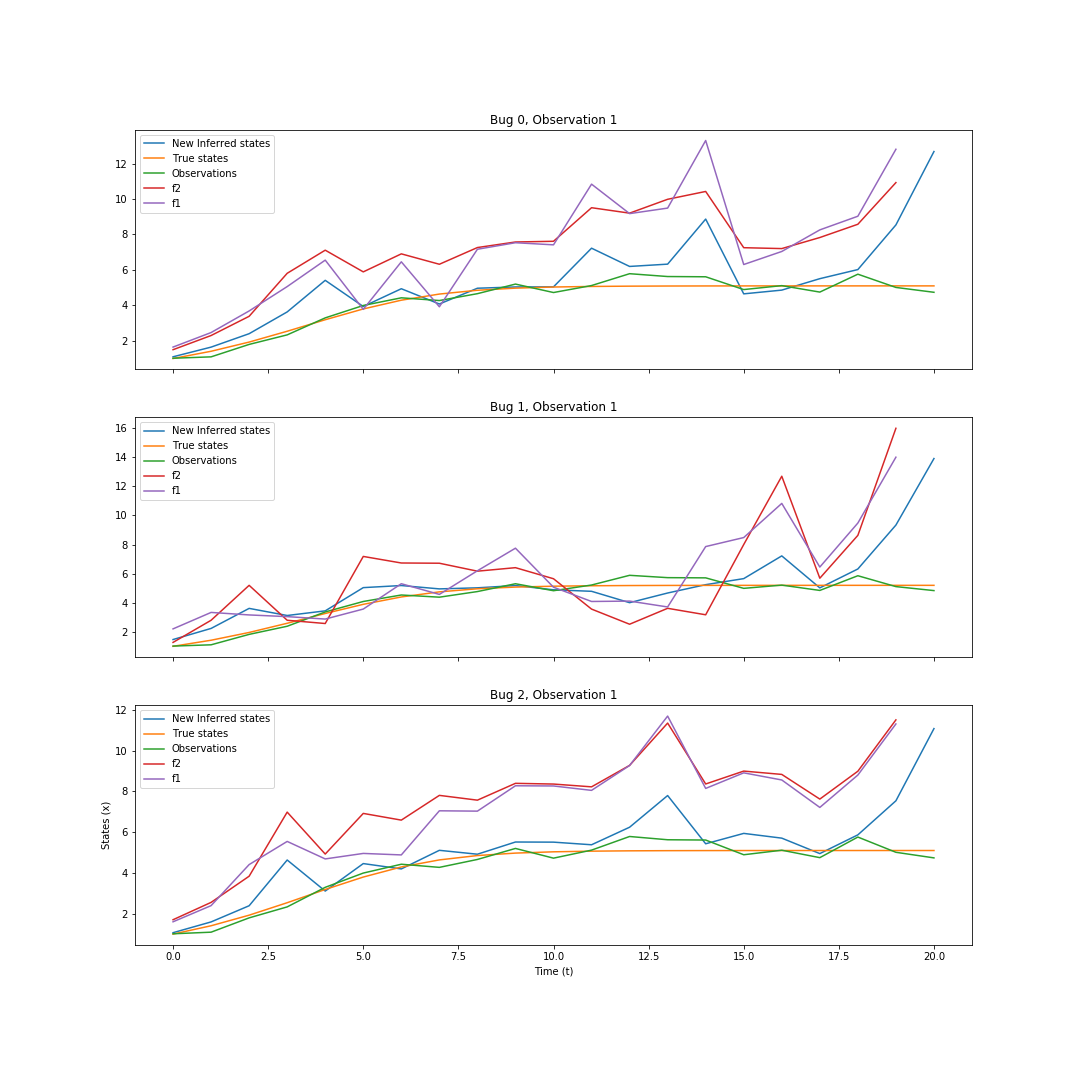 Bug 0, Observation 1
New Inferred states
True states
Observations
f2
f1
12
10
8
6
4
2
Bug 1, Observation 1
New Inferred states
True states
Observations
f2
f1
16
14
12
10
8
6
4
2
Bug 2, Observation 1
New Inferred states
True states
Observations
f2
f1
12
10
8
6
4
2
States (x)
0.0 2.5 5.0 7.5 10.0 12.5 15.0 17.5 20.0
Time (t)